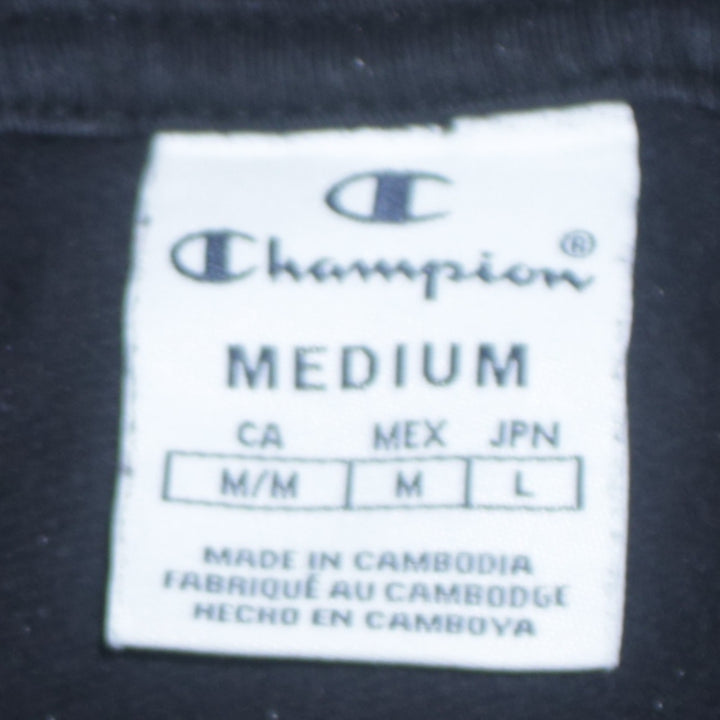 Champion®
MEDIUM
CA MEX JPN
M/M M L
MADE IN CAMBODIA
FABRIQUÉ AU CAMBODGE
HECHO EN CAMBOYA